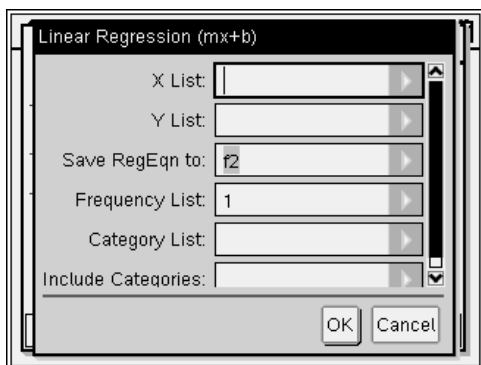 Linear Regression (mx+b)
X List:
Y List:
Save RegEqn to: f2
Frequency List: 1
Category List:
Include Categories:
OK Cancel